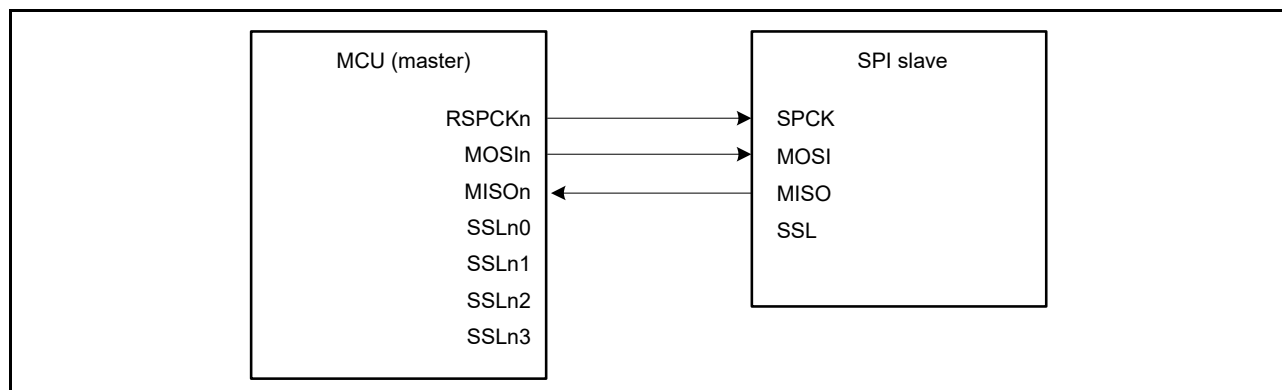 MCU (master)
RSPCKn
MOSIn
MISOn
SSLn0
SSLn1
SSLn2
SSLn3
SPI slave
SPCK
MOSI
MISO
SSL